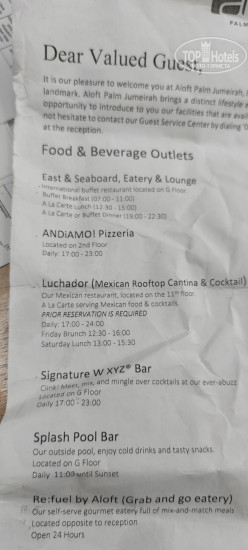 PALM
TOP Hotels
Dear Valued Guest,
It is our pleasure to welcome you at Aloft Palm Jumeirah,
landmark. Aloft Palm Jumeirah brings a distinct lifestyle
opportunity to introduce to you our facilities that are
not hesitate to contact our Guest Service Center by dialing
at the reception.
Food & Beverage Outlets
East & Seaboard, Eatery & Lounge
International buffet restaurant located on G Floor
Buffet Breakfast (07:00 - 11:00)
A La Carte Lunch (12:30 - 15:00)
A La Carte or Buffet Dinner (19:00 - 22:30)
ANDiAMO! Pizzeria
Located on 2nd Floor
Daily: 17:00 - 23:00
Luchador (Mexican Rooftop Cantina & Cocktail)
Our Mexican restaurant, located on the 11th floor
A La Carte serving Mexican food & cocktails.
PRIOR RESERVATION IS REQUIRED
Daily: 17:00 - 24:00
Friday Brunch 12:30 - 16:00
Saturday Lunch 13:00 - 15:30
Signature W XYZ® Bar
Clink! Meet, mix, and mingle over cocktails at our ever-abuzz
Located on G Floor
Daily 17:00 - 23:00
Splash Pool Bar
Our outside pool, enjoy cold drinks and tasty snacks.
Located on G Floor
Daily 11:00 until Sunset
Re:fuel by Aloft (Grab and go eatery)
Our self-serve gourmet eatery full of mix-and-match meals
Located opposite to reception
Open 24 Hours